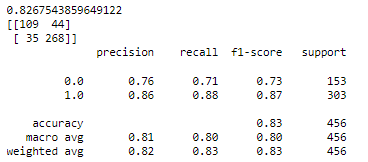 0.8267543859649122
[[109  44]
 [ 35 268]]
              precision    recall  f1-score   support

         0.0       0.76      0.71      0.73       153
         1.0       0.86      0.88      0.87       303

    accuracy                           0.83       456
   macro avg       0.81      0.80      0.80       456
weighted avg       0.82      0.83      0.83       456